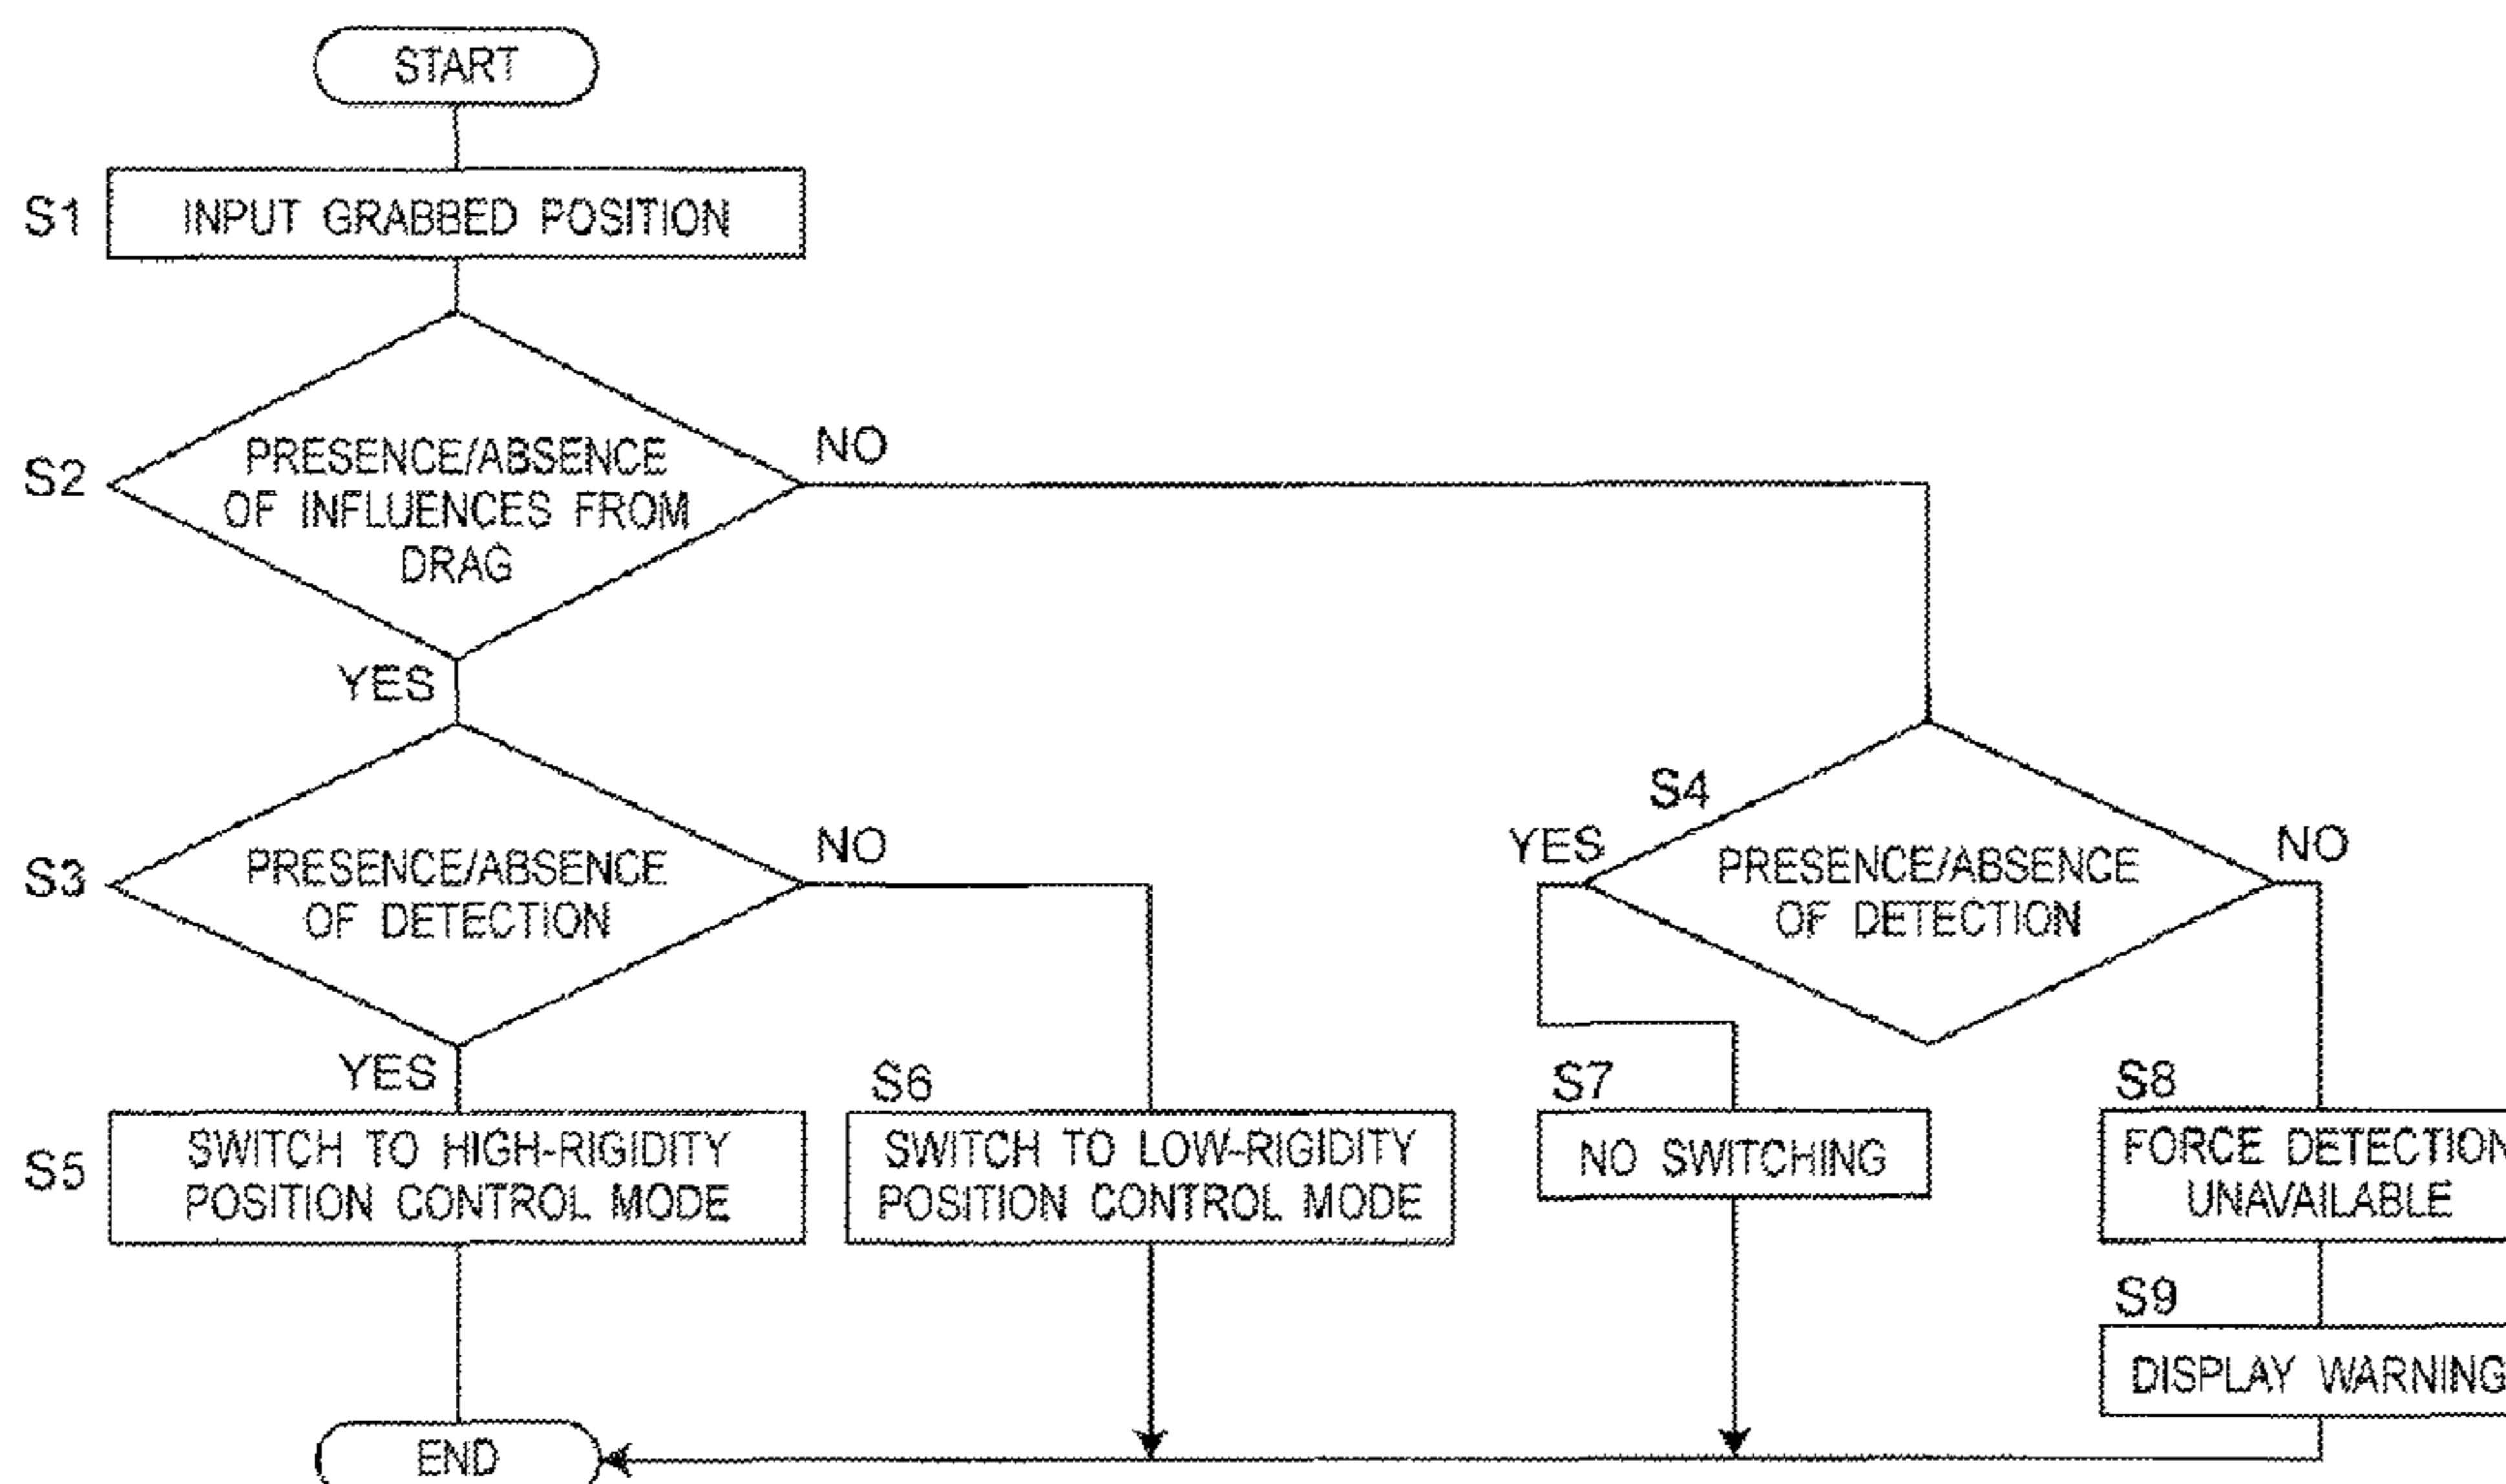 START
S1
INPUT GRABBED POSITION
S2
PRESENCE/ABSENCE
OF INFLUENCES FROM
DRAG
NO
YES
S3
PRESENCE/ABSENCE
OF DETECTION
NO
YES
S4
YES
PRESENCE/ABSENCE
OF DETECTION
NO
S5
SWITCH TO HIGH-RIGIDITY
POSITION CONTROL MODE
S6
SWITCH TO LOW-RIGIDITY
POSITION CONTROL MODE
S7
NO SWITCHING
S8
FORCE DETECTION
UNAVAILABLE
S9
DISPLAY WARNING
END